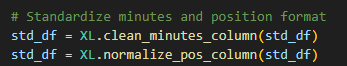 # Standardize minutes and position format
std_df = XL.clean_minutes_column(std_df)
std_df = XL.normalize_pos_column(std_df)